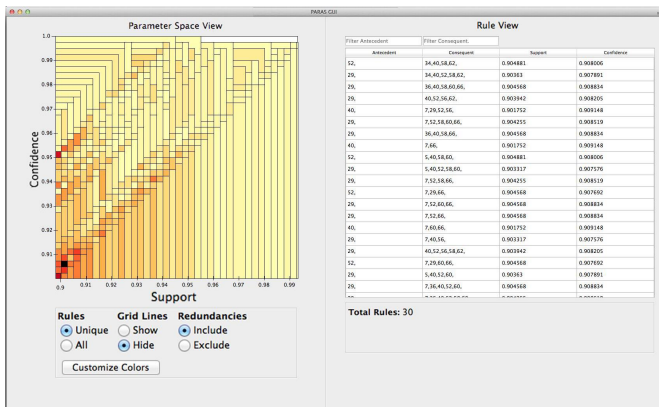 PARAS GUI
Parameter Space View
1.0
0.99
0.98
0.97
0.96
0.95
0.94
0.93
0.92
0.91
Confidence
0.9 0.91 0.92 0.93 0.94 0.95 0.96 0.97 0.98 0.99
Support
Rules Grid Lines Redundancies
Unique Show Include
All Hide Exclude
Customize Colors
Rule View
Filter Antecedent Filter Consequent.
Antecedent Consequent Support Confidence
52, 34,40,58,62, 0.904881 0.908006
29, 34,40,52,58,62, 0.90363 0.907891
29, 36,40,58,60,66, 0.904568 0.908834
29, 40,52,56,62, 0.903942 0.908205
40, 7,29,52,56, 0.901752 0.909148
29, 7,52,58,60,66, 0.904255 0.908519
29, 36,40,58,66, 0.904568 0.908834
40, 7,66, 0.901752 0.909148
52, 5,40,58,60, 0.904881 0.908006
29, 5,40,52,58,60, 0.903317 0.907576
29, 7,52,58,66, 0.904255 0.908519
52, 7,29,66, 0.904568 0.907692
29, 7,52,60,66, 0.904568 0.908834
29, 7,52,66, 0.904568 0.908834
40, 7,60,66, 0.901752 0.909148
29, 7,40,56, 0.903317 0.907576
29, 40,52,56,58,62, 0.903942 0.908205
52, 7,29,60,66, 0.904568 0.907692
29, 5,40,52,60, 0.90363 0.907891
29, 7,36,40,52,60, 0.904568 0.908834
Total Rules: 30